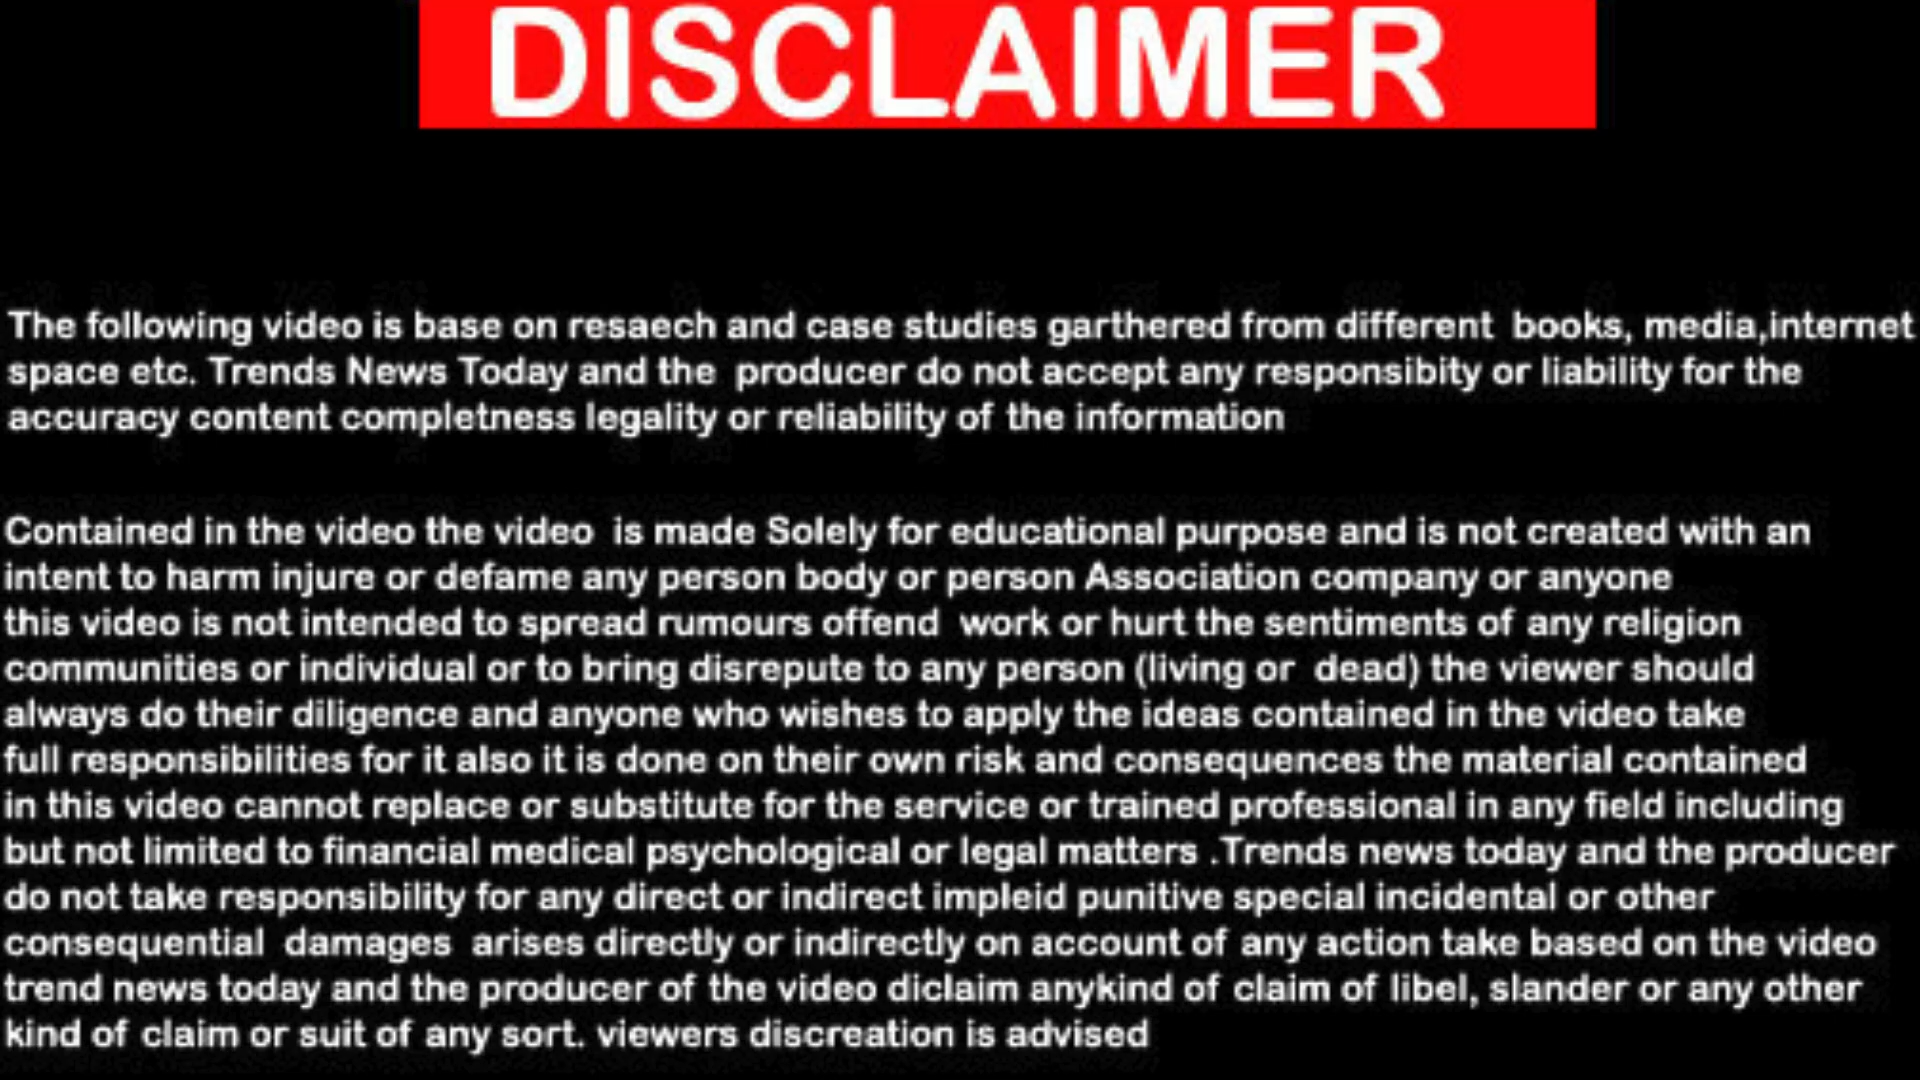 DISCLAIMER
The following video is base on resaech and case studies garthered from different books, media,internet
space etc. Trends News Today and the producer do not accept any responsibity or liability for the
accuracy content completness legality or reliability of the information
Contained in the video the video is made Solely for educational purpose and is not created with an
intent to harm injure or defame any person body or person Association company or anyone
this video is not intended to spread rumours offend work or hurt the sentiments of any religion
communities or individual or to bring disrepute to any person (living or dead) the viewer should
always do their diligence and anyone who wishes to apply the ideas contained in the video take
full responsibilities for it also it is done on their own risk and consequences the material contained
in this video cannot replace or substitute for the service or trained professional in any field including
but not limited to financial medical psychological or legal matters .Trends news today and the producer
do not take responsibility for any direct or indirect impleid punitive special incidental or other
consequential damages arises directly or indirectly on account of any action take based on the video
trend news today and the producer of the video diclaim anykind of claim of libel, slander or any other
kind of claim or suit of any sort. viewers discreation is advised